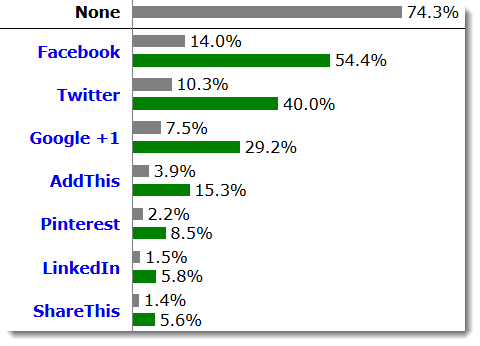 None 74.3%
Facebook 14.0%
54.4%
Twitter 10.3%
40.0%
Google +1 7.5%
29.2%
AddThis 3.9%
15.3%
Pinterest 2.2%
8.5%
LinkedIn 1.5%
5.8%
ShareThis 1.4%
5.6%